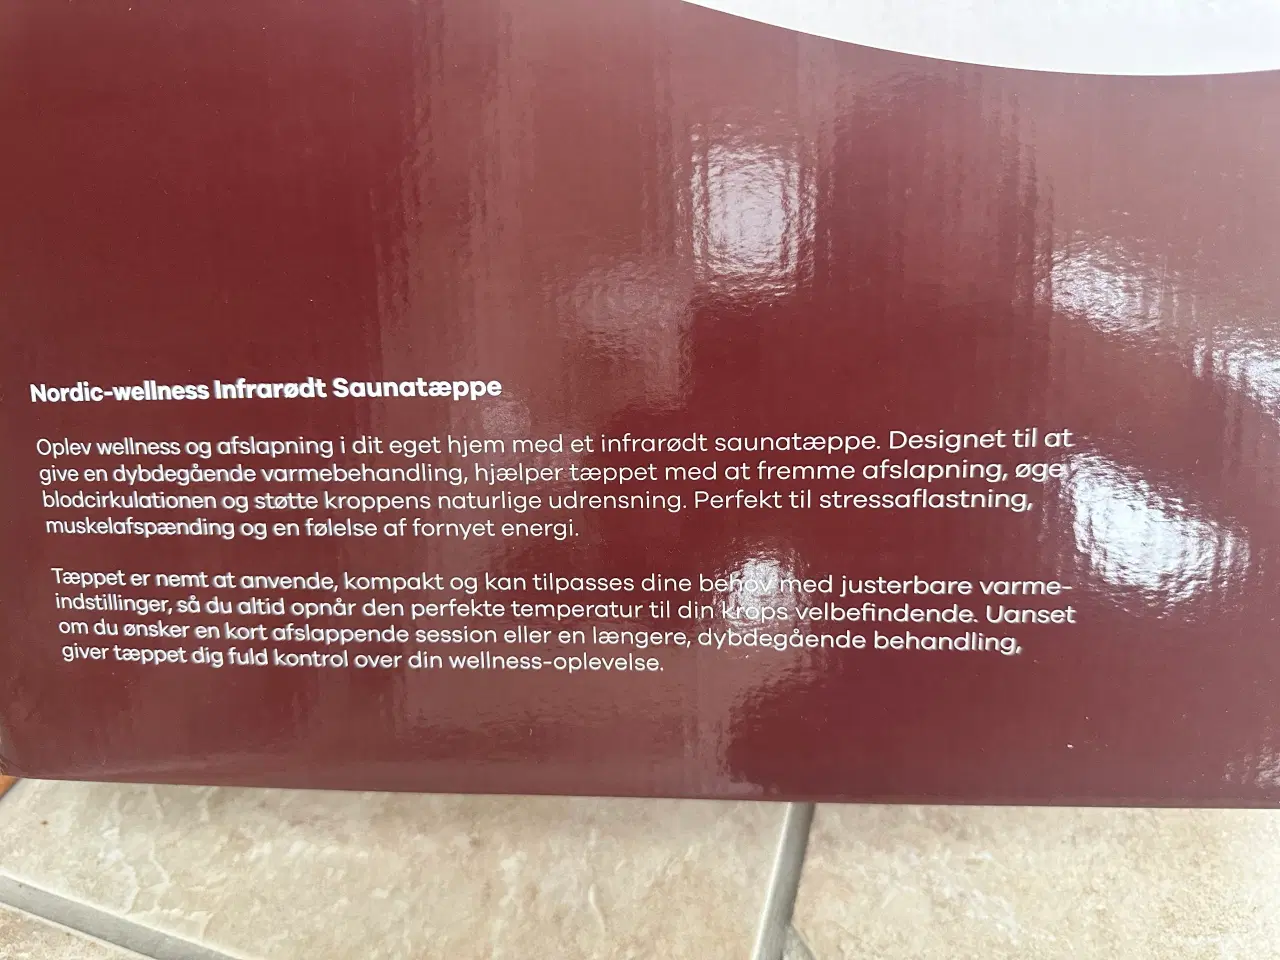 Nordic-wellness Infrarødt Saunatæppe
Oplev wellness og afslapning i dit eget hjem med et infrarødt saunatæppe. Designet til at
give en dybdegående varmebehandling, hjælper tæppet med at fremme afslapning, øge
blodcirkulationen og støtte kroppens naturlige udrensning. Perfekt til stressaflastning,
muskelafspænding og en følelse af fornyet energi.
Tæppet er nemt at anvende, kompakt og kan tilpasses dine behov med justerbare varme-
indstillinger, så du altid opnår den perfekte temperatur til din krops velbefindende. Uanset
om du ønsker en kort afslappende session eller en længere, dybdegående behandling,
giver tæppet dig fuld kontrol over din wellness-oplevelse.